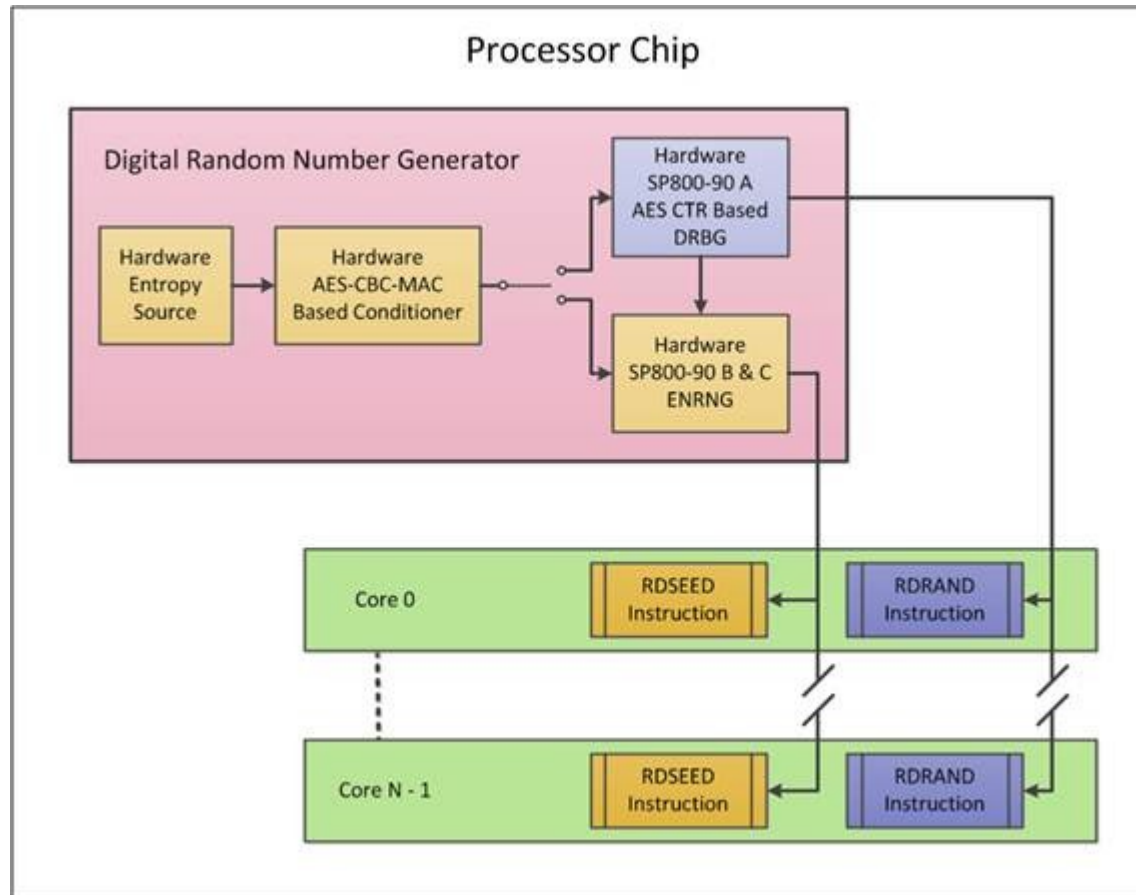 Processor Chip
Digital Random Number Generator
Hardware
Entropy
Source
Hardware
AES-CBC-MAC
Based Conditioner
Hardware
SP800-90 A
AES CTR Based
DRBG
Hardware
SP800-90 B & C
ENRNG
Core 0
RDSEED
Instruction
RDRAND
Instruction
Core N - 1
RDSEED
Instruction
RDRAND
Instruction